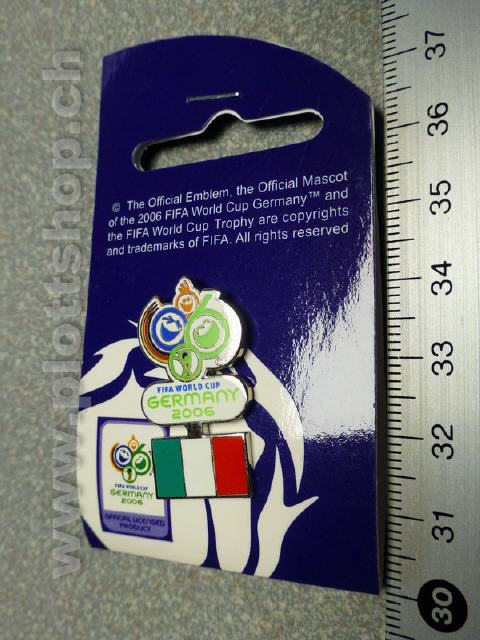 www.plottshop.ch
© The Official Emblem, the Official Mascot
of the 2006 FIFA World Cup Germany™ and
the FIFA World Cup Trophy are copyrights
and trademarks of FIFA. All rights reserved
FIFA WORLD CUP
GERMANY
2006
FIFA WORLD CUP
GERMANY
2006
OFFICIAL LICENSED
PRODUCT
37
36
35
34
33
32
31
30